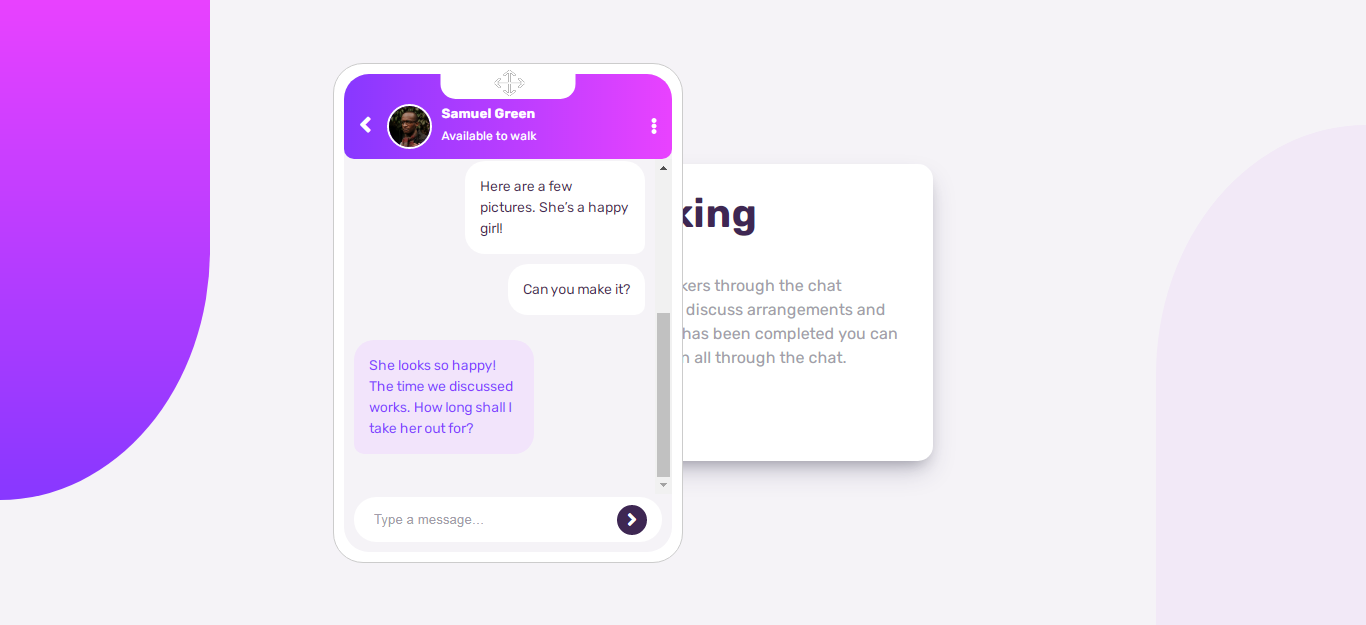 Samuel Green
Available to walk
Here are a few
pictures. She’s a happy
girl!
Can you make it?
She looks so happy!
The time we discussed
works. How long shall I
take her out for?
Type a message…
king
kers through the chat
discuss arrangements and
has been completed you can
all through the chat.